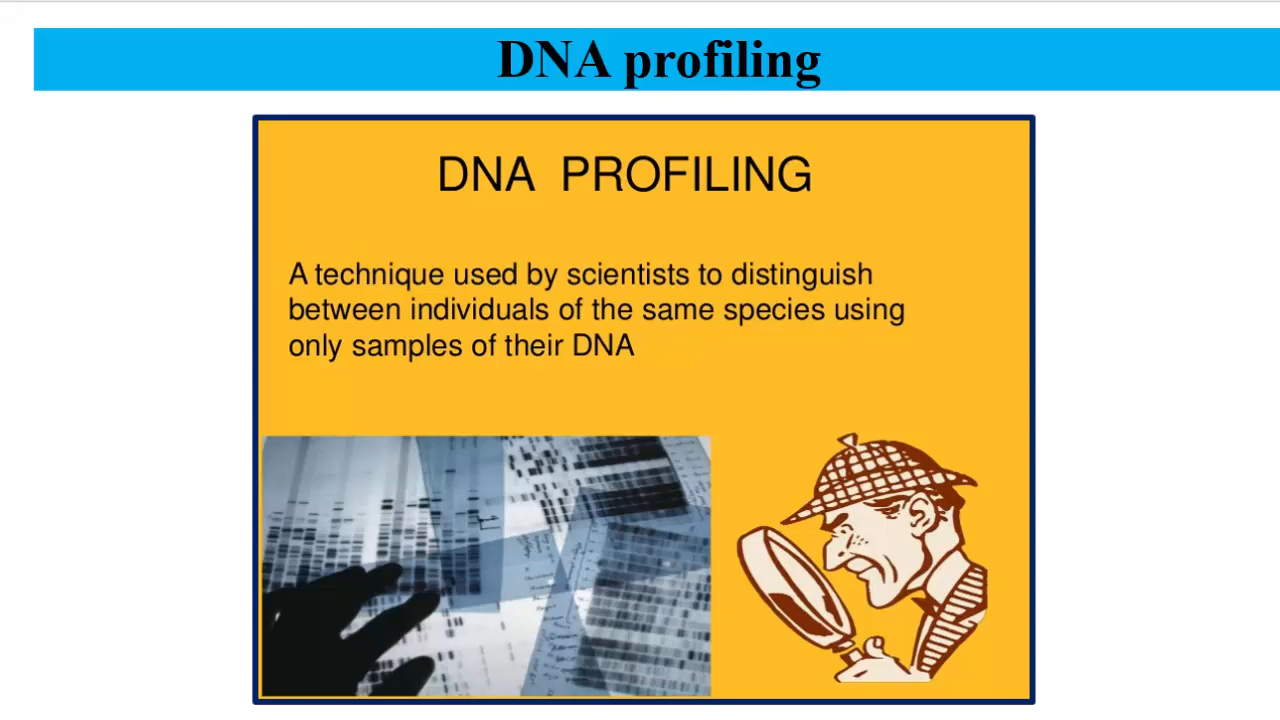 DNA profiling
DNA PROFILING
A technique used by scientists to distinguish
between individuals of the same species using
only samples of their DNA